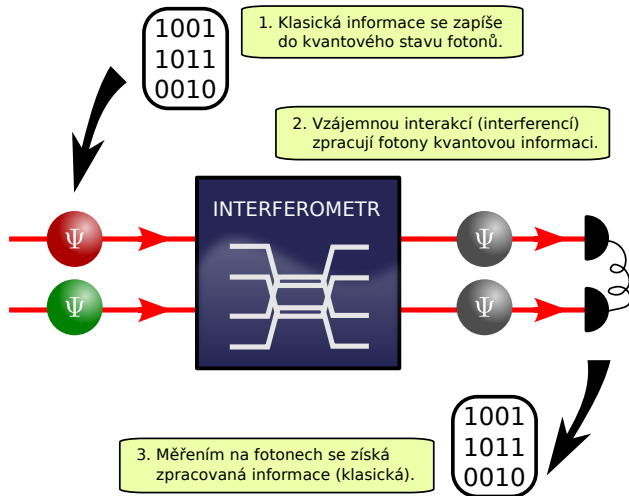 1001
1011
0010
1. Klasická informace se zapíše
do kvantového stavu fotonů.
2. Vzájemnou interakcí (interferencí)
zpracují fotony kvantovou informaci.
INTERFEROMETR
Ψ
Ψ
Ψ
Ψ
1001
1011
0010
3. Měřením na fotonech se získá
zpracovaná informace (klasická).